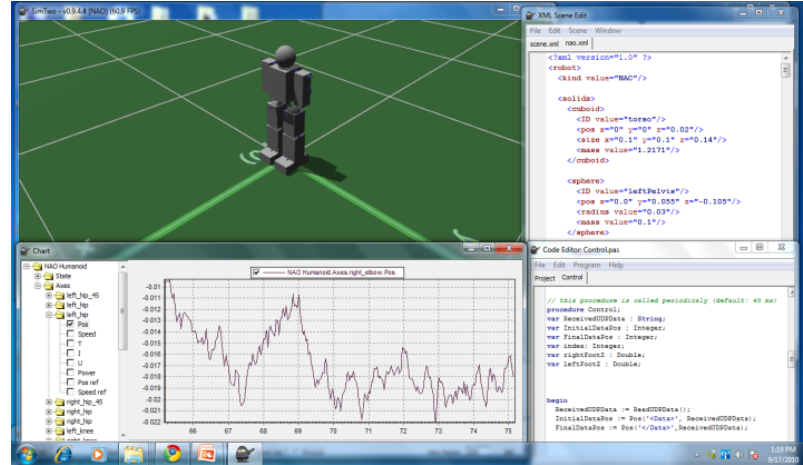 SimTwo - v0.9.4.4 [NAO] (60.9 FPS)
XML Scene Edit
File Edit Scene Window
scene.xml nao.xml
<?xml version="1.0" ?>
<robot>
<kind value="NAO"/>
<solids>
<cuboid>
<ID value="torso"/>
<pos x="0" y="0" z="0.02"/>
<size x="0.1" y="0.1" z="0.14"/>
<mass value="1.2171"/>
</cuboid>
<sphere>
<ID value="leftPelvis"/>
<pos x="0.0" y="0.055" z="-0.105"/>
<radius value="0.03"/>
<mass value="0.1"/>
</sphere>
Chart
NAO Humanoid
State
Axes
left_hip_45
left_hip
left_hip
Pos
Speed
T
I
U
Power
Pos ref
Speed ref
right_hip_45
right_hip
right_hip
left_knee
right_knee
NAO Humanoid.Axes.right_elbow.Pos.
-0.01
-0.011
-0.012
-0.013
-0.014
-0.015
-0.016
-0.017
-0.018
-0.019
-0.02
-0.021
-0.022
66 67 68 69 70 71 72 73 74 75
Code Editor: Control.pas
File Edit Program Help
Project Control
// this procedure is called periodicaly (default: 40 ms)
procedure Control;
var ReceivedUDPData : String;
var InitialDataPos : Integer;
var FinalDataPos : Integer;
var index: Integer;
var rightFootZ : Double;
var leftFootZ : Double;
begin
ReceivedUDPData := ReadUDPData();
InitialDataPos := Pos('<Data>', ReceivedUDPData);
FinalDataPos := Pos('</Data>',ReceivedUDPData);
3:19 PM
9/17/2010